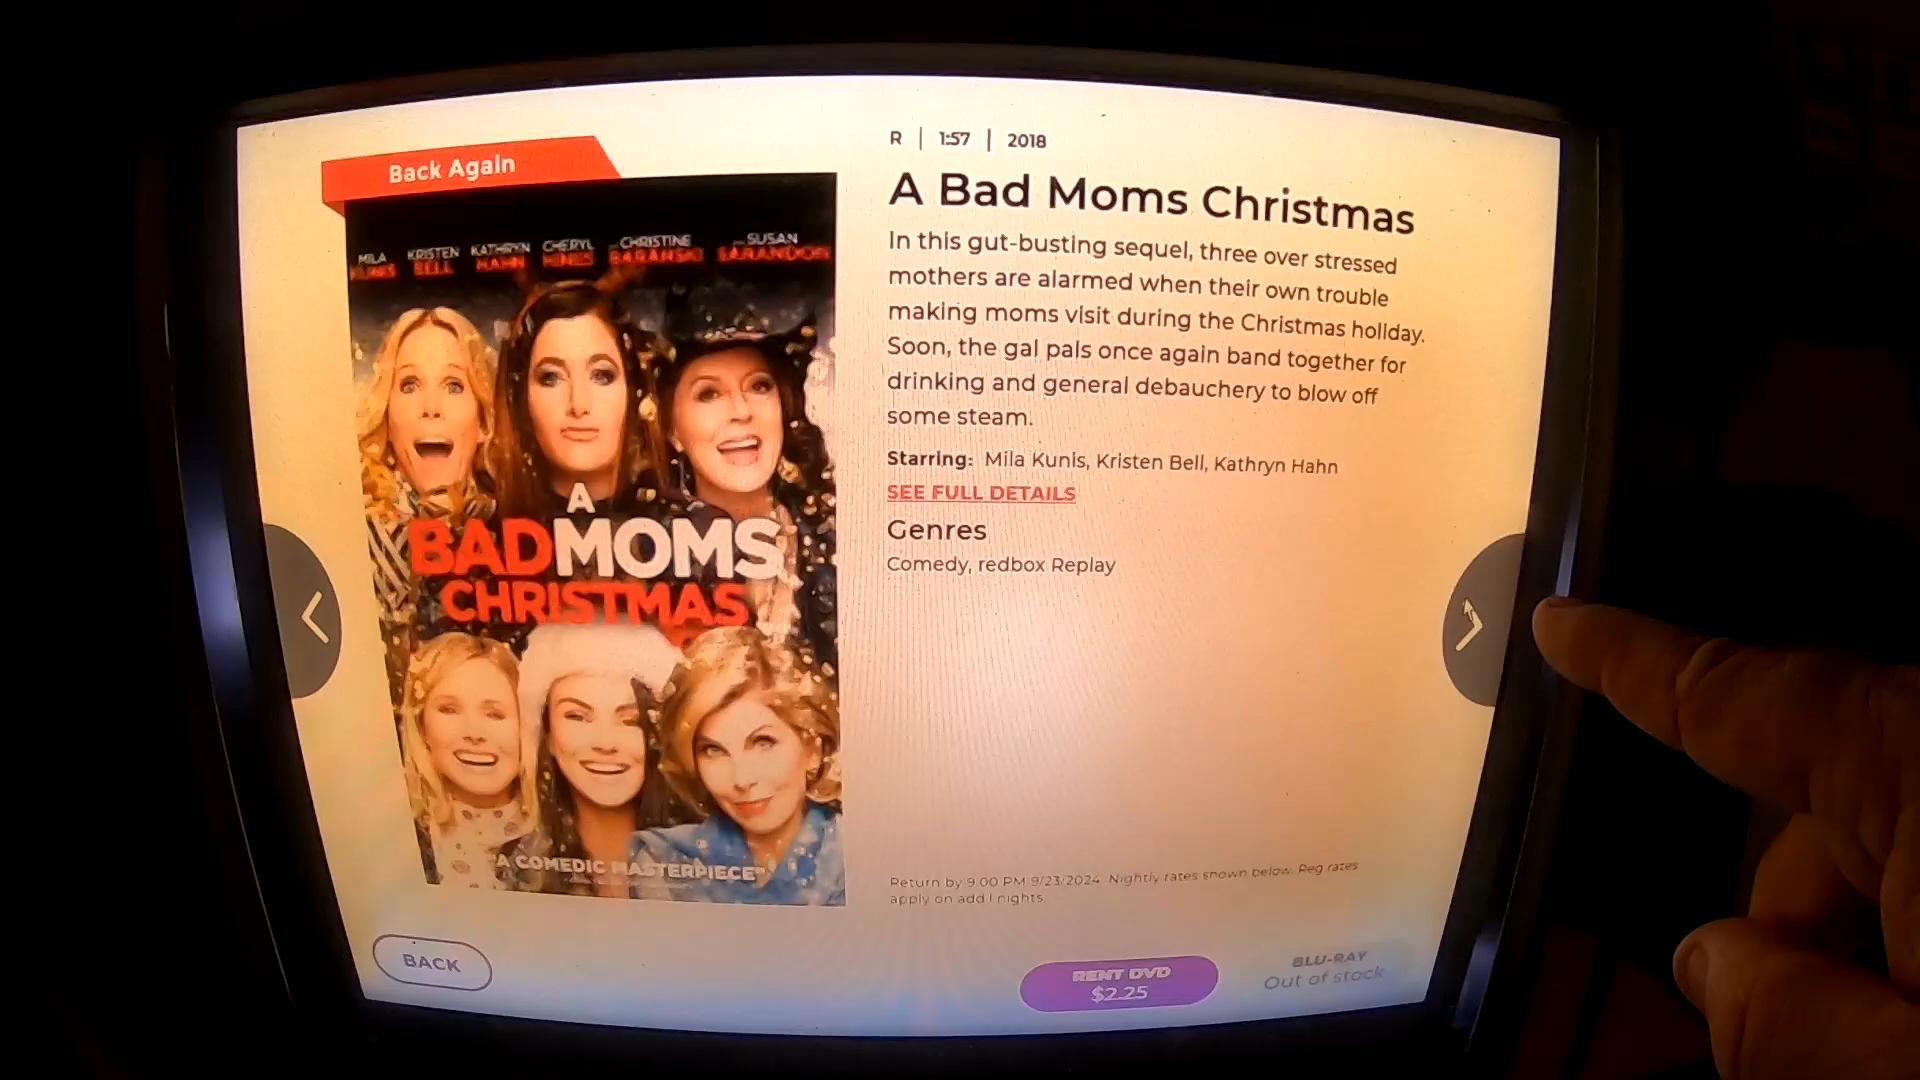 R | 1:57 | 2018
Back Again
A Bad Moms Christmas
In this gut-busting sequel, three over stressed
mothers are alarmed when their own trouble
making moms visit during the Christmas holiday.
Soon, the gal pals once again band together for
drinking and general debauchery to blow off
some steam.
Starring: Mila Kunis, Kristen Bell, Kathryn Hahn
SEE FULL DETAILS
Genres
Comedy, redbox Replay
MILA KRISTEN KATHRYN CHERYL CHRISTINE SUSAN
KUNIS BELL HAHN HINES BARANSKI SARANDON
A
BAD MOMS
CHRISTMAS
"A COMEDIC MASTERPIECE"
Return by 9:00 PM 9/23/2024. Nightly rates shown below. Reg rates
apply on add l nights.
BACK
RENT DVD
$2.25
BLU-RAY
Out of stock